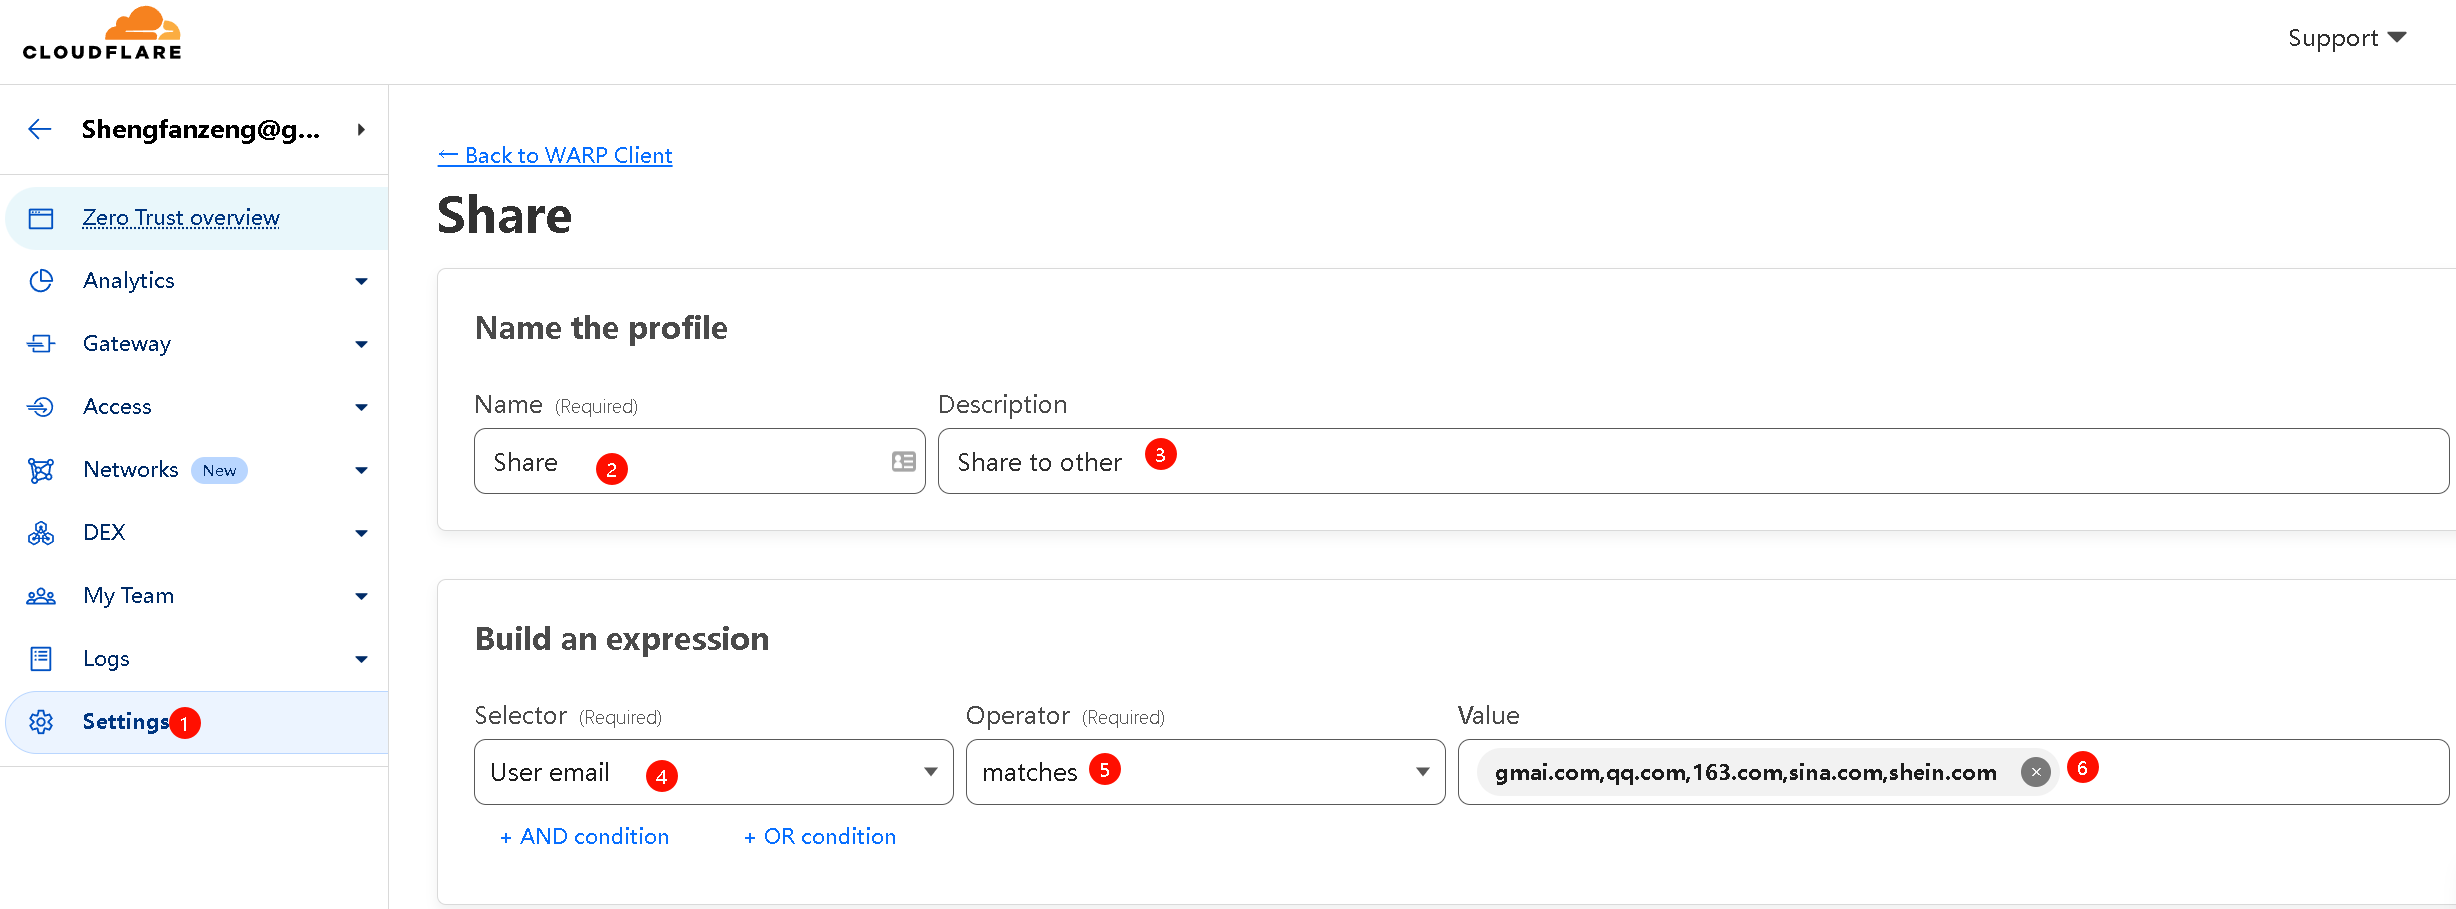 CLOUDFLARE
Support
Shengfanzeng@g...
Zero Trust overview
Analytics
Gateway
Access
Networks New
DEX
My Team
Logs
Settings 1
← Back to WARP Client
Share
Name the profile
Name (Required) Description
Share 2 Share to other 3
Build an expression
Selector (Required) Operator (Required) Value
User email 4 matches 5 gmai.com,qq.com,163.com,sina.com,shein.com × 6
+ AND condition + OR condition